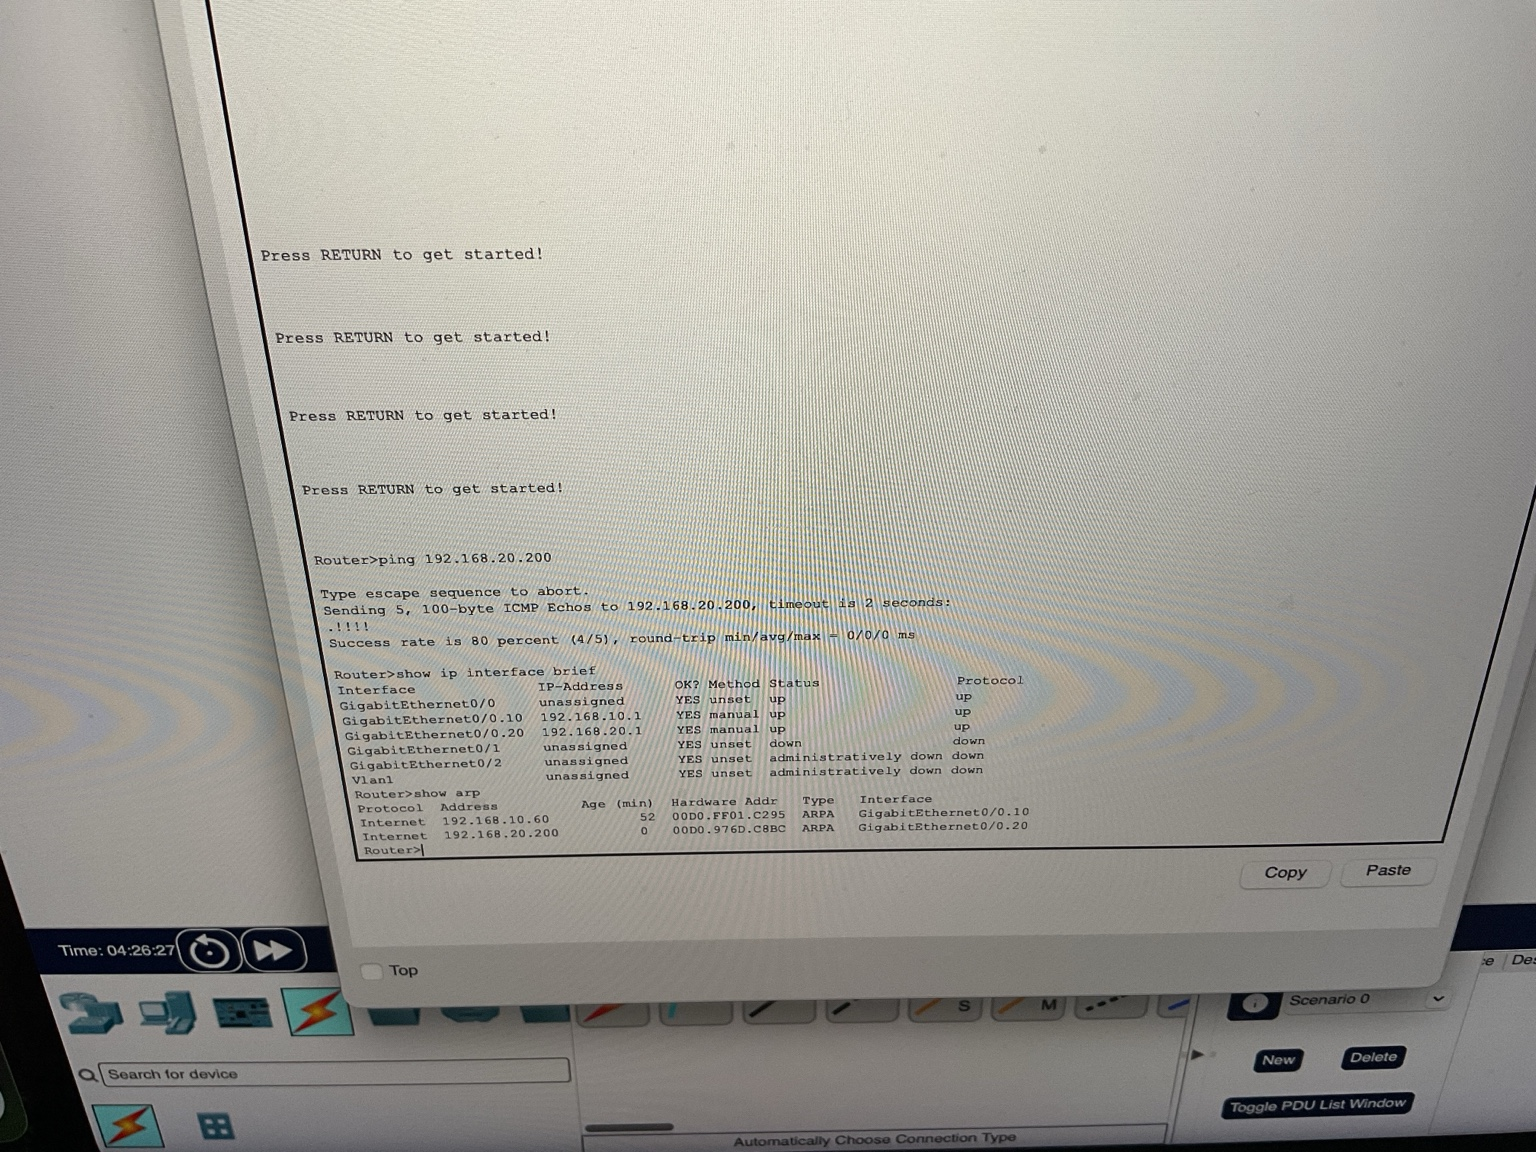 Press RETURN to get started!
Press RETURN to get started!
Press RETURN to get started!
Press RETURN to get started!
Router>ping 192.168.20.200
Type escape sequence to abort.
Sending 5, 100-byte ICMP Echos to 192.168.20.200, timeout is 2 seconds:
.!!!!
Success rate is 80 percent (4/5), round-trip min/avg/max = 0/0/0 ms
Router>show ip interface brief
Interface IP-Address OK? Method Status Protocol
GigabitEthernet0/0 unassigned YES unset up up
GigabitEthernet0/0.10 192.168.10.1 YES manual up up
GigabitEthernet0/0.20 192.168.20.1 YES manual up up
GigabitEthernet0/1 unassigned YES unset down down
GigabitEthernet0/2 unassigned YES unset administratively down down
Vlan1 unassigned YES unset administratively down down
Router>show arp
Protocol Address Age (min) Hardware Addr Type Interface
Internet 192.168.10.60 52 00D0.FF01.C295 ARPA GigabitEthernet0/0.10
Internet 192.168.20.200 0 00D0.976D.C8BC ARPA GigabitEthernet0/0.20
Router>
Copy Paste
Time: 04:26:27
Top
S M
Scenario 0
New Delete
Search for device
Toggle PDU List Window
Automatically Choose Connection Type